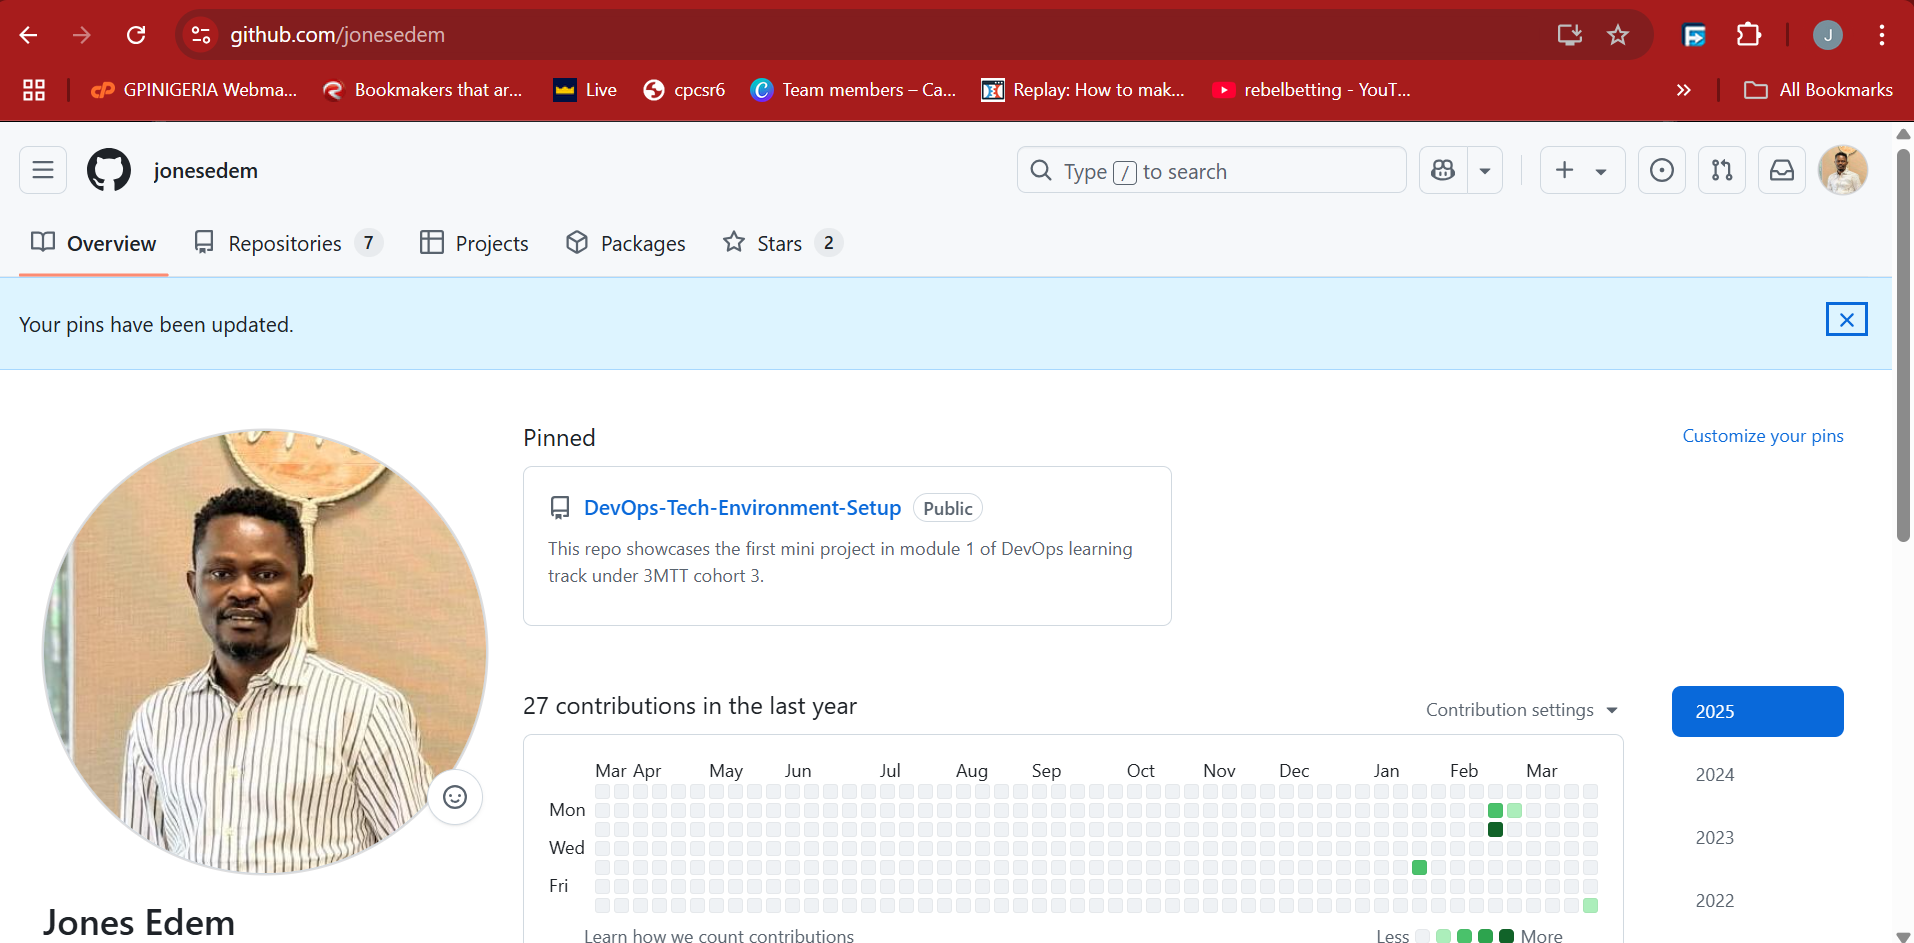 github.com/jonesedem
J
GPINIGERIA Webma...
Bookmakers that ar...
Live
cpcsr6
Team members – Ca...
Replay: How to mak...
rebelbetting - YouT...
All Bookmarks
jonesedem
Type / to search
Overview
Repositories 7
Projects
Packages
Stars 2
Your pins have been updated.
Pinned
Customize your pins
DevOps-Tech-Environment-Setup Public
This repo showcases the first mini project in module 1 of DevOps learning
track under 3MTT cohort 3.
27 contributions in the last year
Contribution settings
2025
2024
2023
2022
Mar Apr May Jun Jul Aug Sep Oct Nov Dec Jan Feb Mar
Mon
Wed
Fri
Learn how we count contributions
Less More
Jones Edem